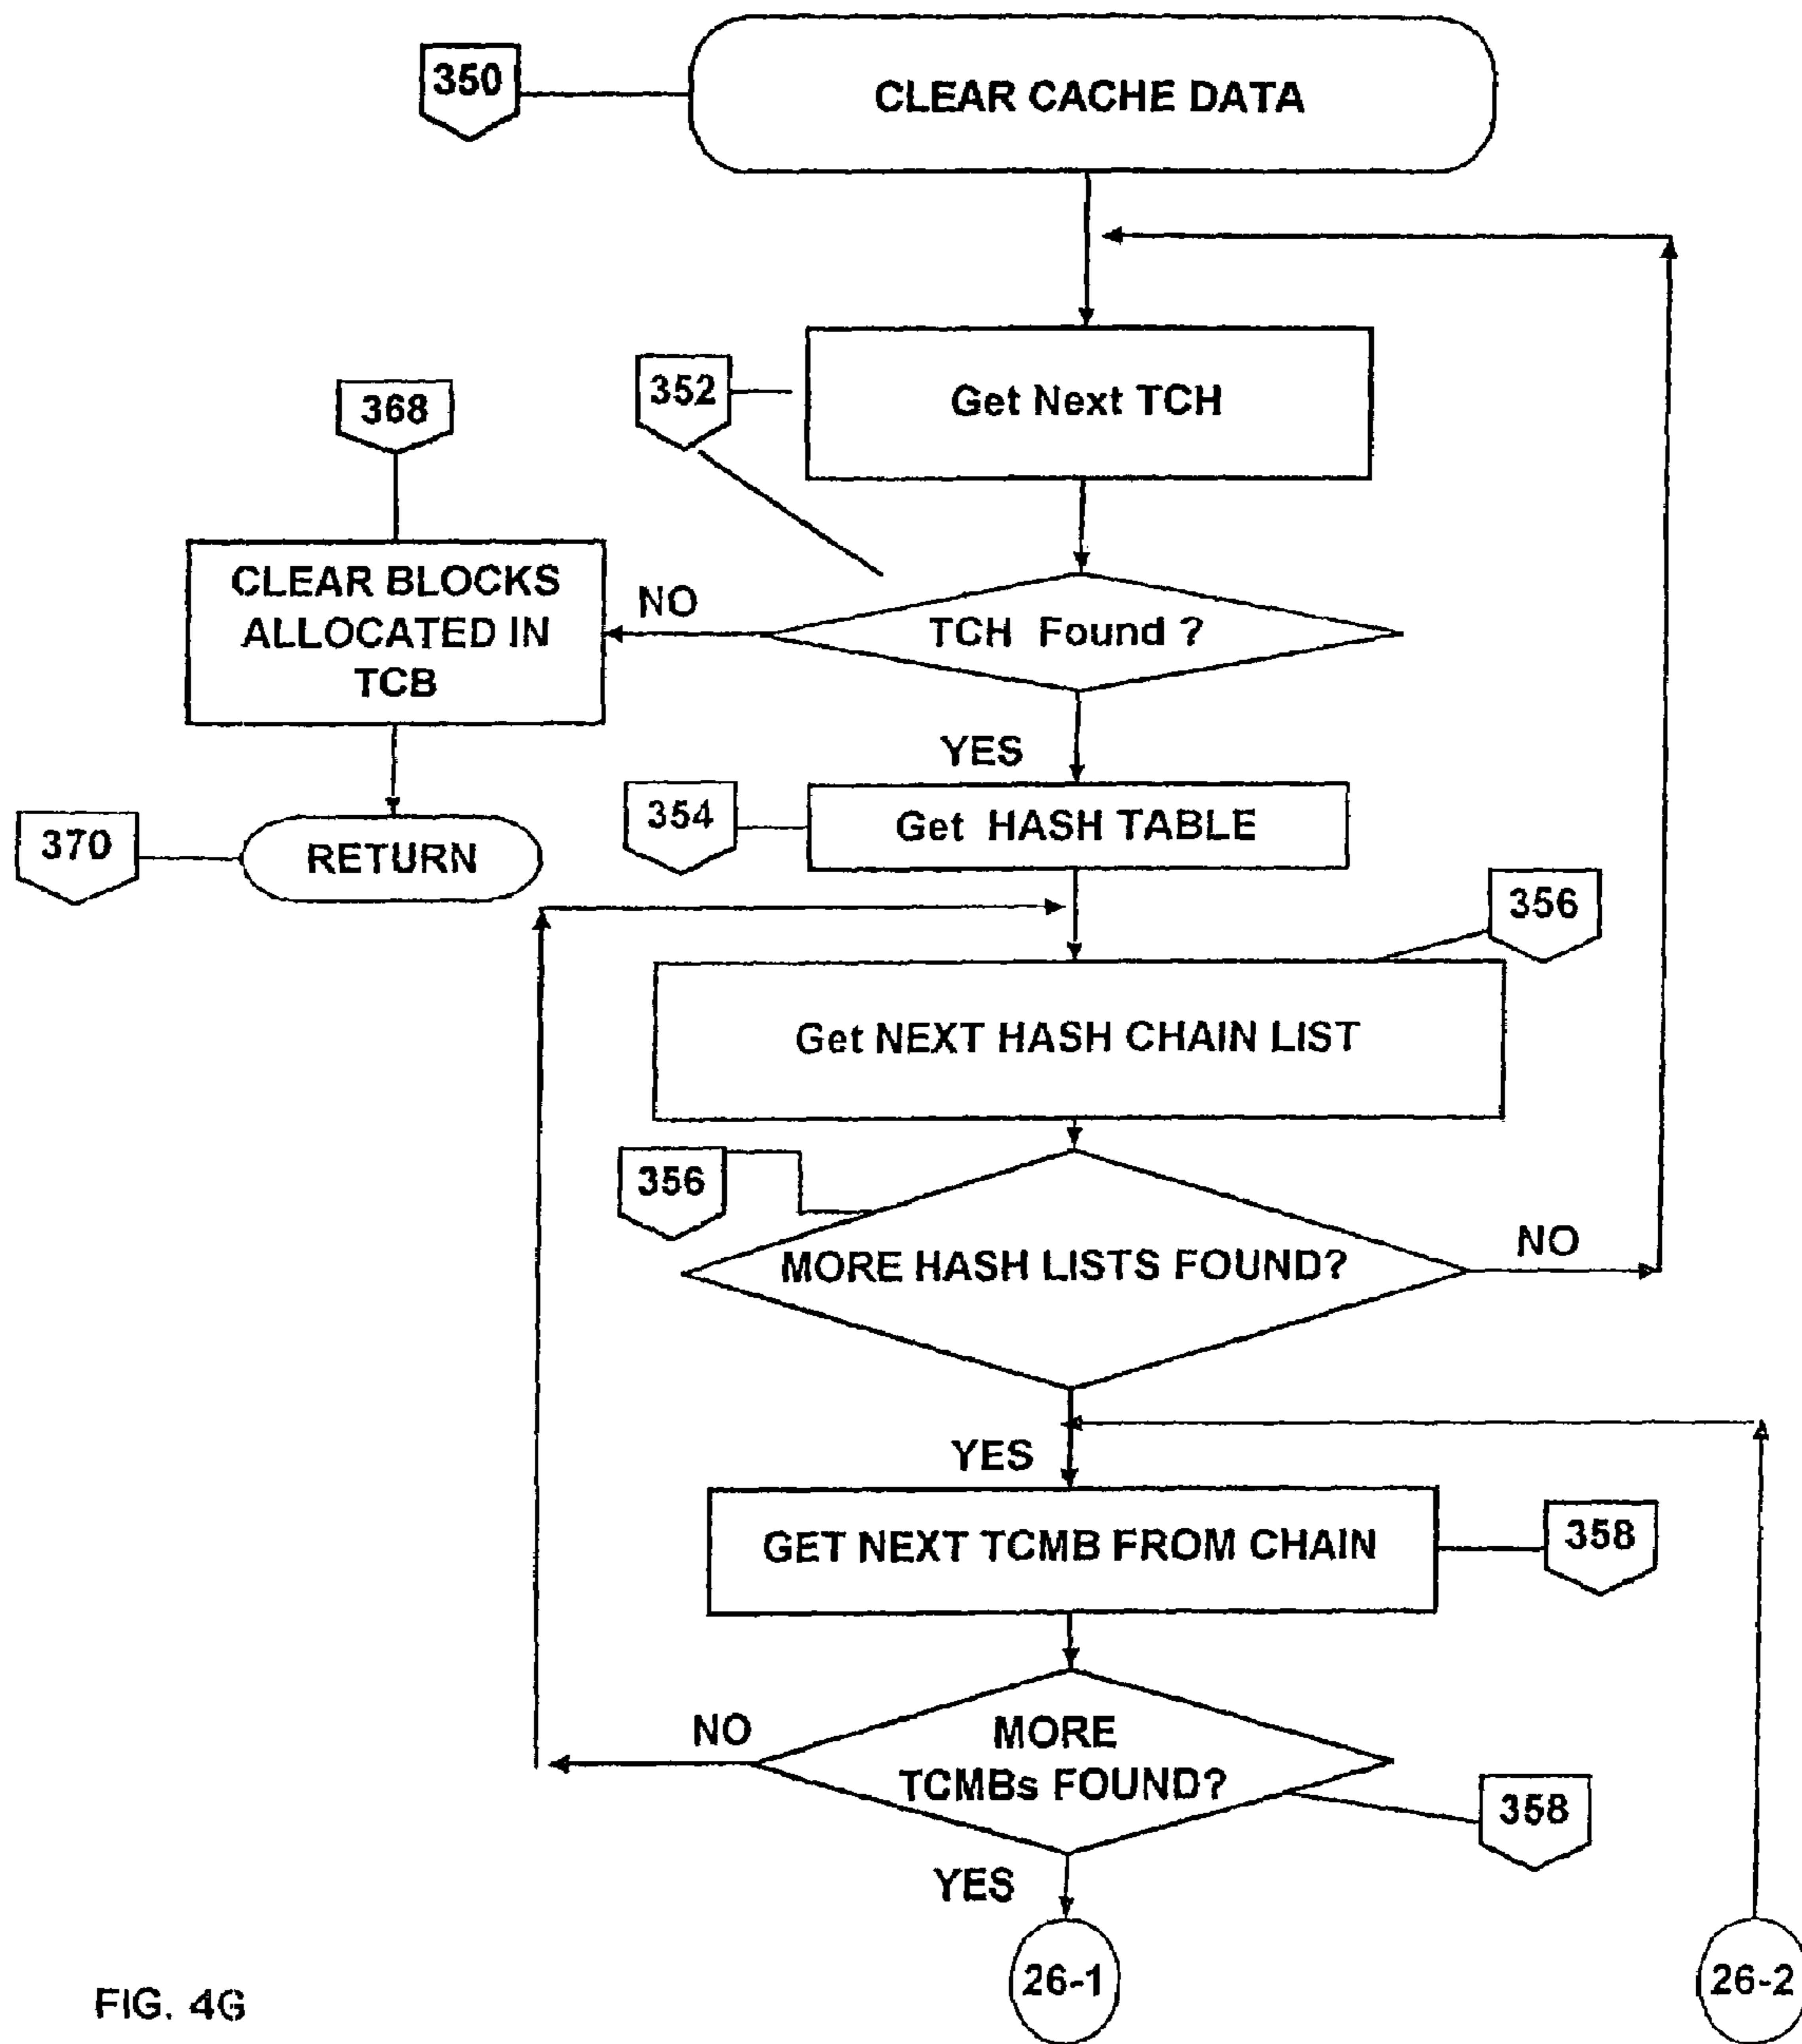 350
CLEAR CACHE DATA
352
Get Next TCH
368
CLEAR BLOCKS
ALLOCATED IN
TCB
NO
TCH Found ?
YES
370
RETURN
354
Get HASH TABLE
356
Get NEXT HASH CHAIN LIST
356
MORE HASH LISTS FOUND?
NO
YES
GET NEXT TCMB FROM CHAIN
358
NO
MORE
TCMBs FOUND?
358
YES
26-1
26-2
FIG. 4G